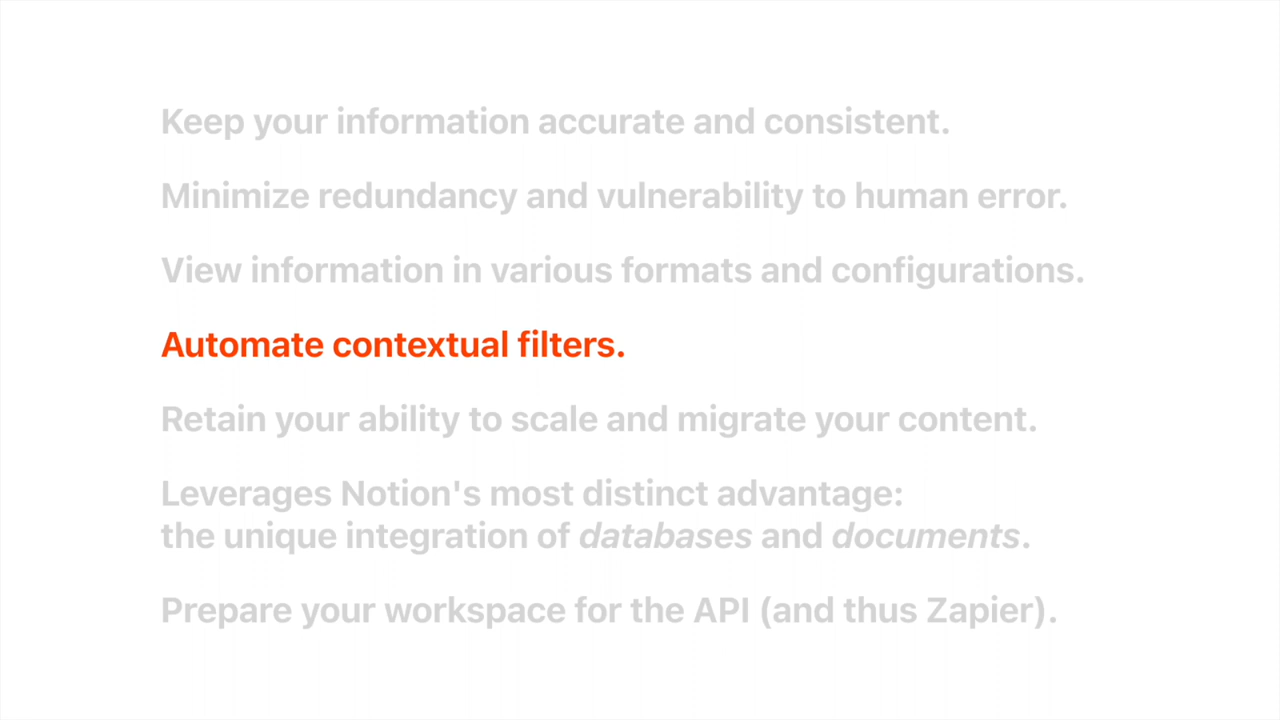 Keep your information accurate and consistent.
Minimize redundancy and vulnerability to human error.
View information in various formats and configurations.
Automate contextual filters.
Retain your ability to scale and migrate your content.
Leverages Notion's most distinct advantage:
the unique integration of databases and documents.
Prepare your workspace for the API (and thus Zapier).